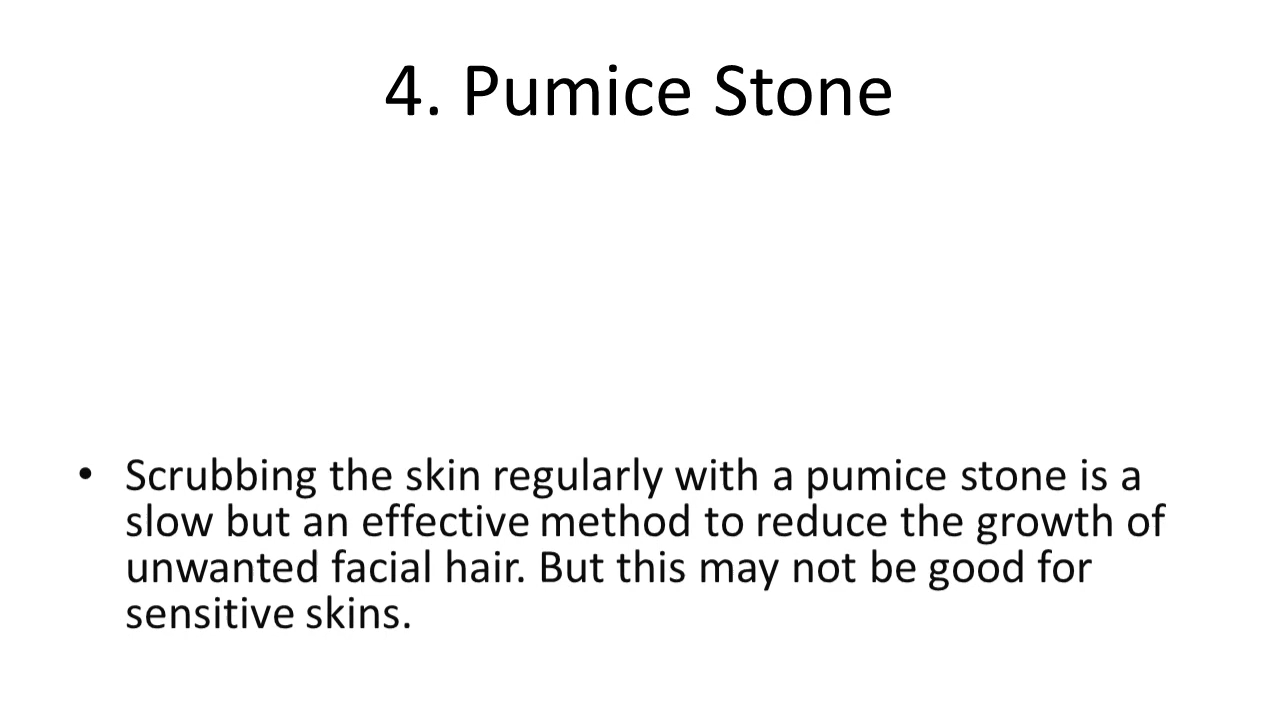 4. Pumice Stone
• Scrubbing the skin regularly with a pumice stone is a
slow but an effective method to reduce the growth of
unwanted facial hair. But this may not be good for
sensitive skins.